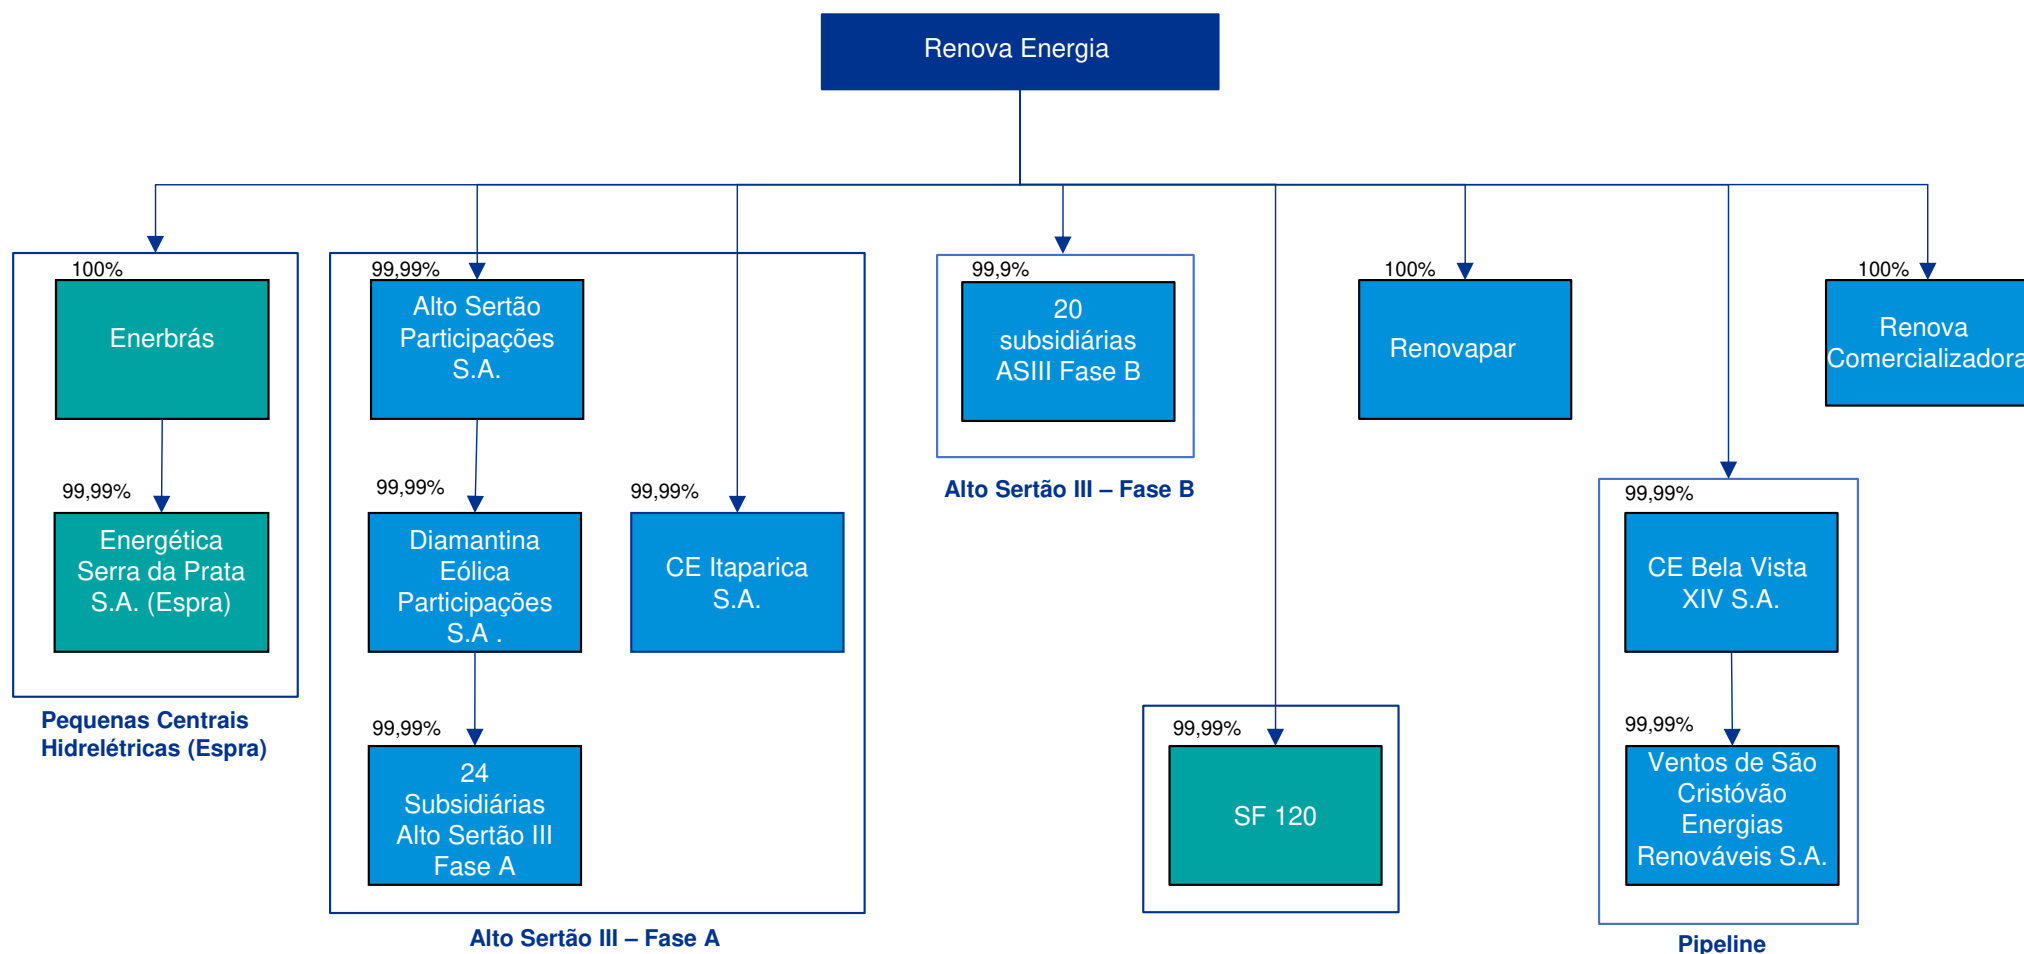 Renova Energia
100%
Enerbrás
99,99%
Energética
Serra da Prata
S.A. (Espra)
Pequenas Centrais
Hidrelétricas (Espra)
99,99%
Alto Sertão
Participações
S.A.
99,99%
Diamantina
Eólica
Participações
S.A .
99,99%
24
Subsidiárias
Alto Sertão III
Fase A
99,99%
CE Itaparica
S.A.
Alto Sertão III – Fase A
99,9%
20
subsidiárias
ASIII Fase B
Alto Sertão III – Fase B
99,99%
SF 120
100%
Renovapar
99,99%
CE Bela Vista
XIV S.A.
99,99%
Ventos de São
Cristóvão
Energias
Renováveis S.A.
Pipeline
100%
Renova
Comercializadora